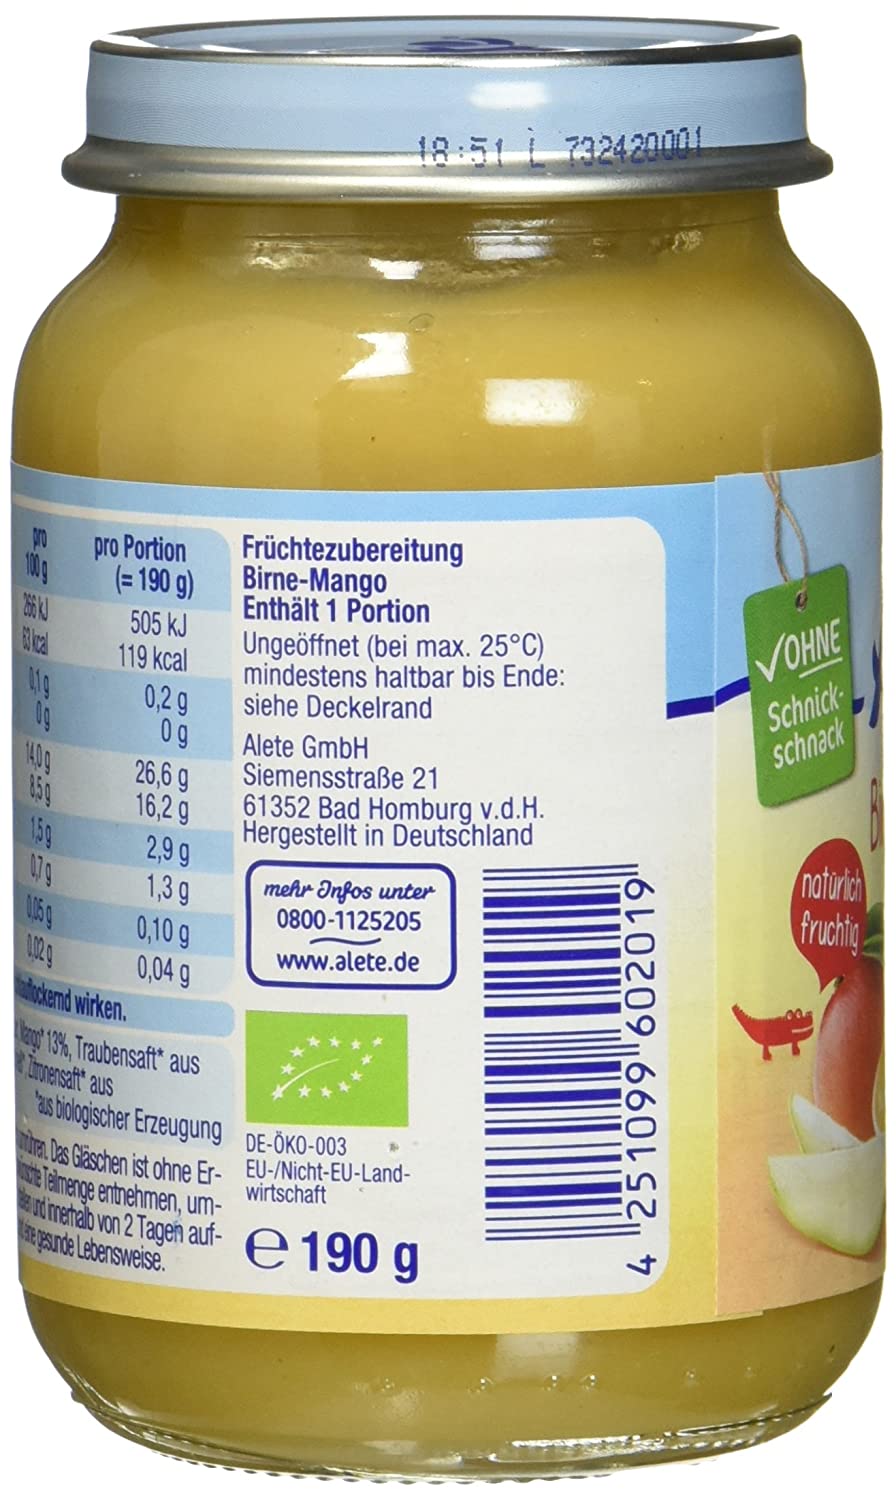 18:51 L 732420001
pro
100 g
266 kJ
63 kcal
0,1 g
0 g
14,0 g
8,5 g
1,5 g
0,7 g
0,05 g
0,02 g
pro Portion
(= 190 g)
505 kJ
119 kcal
0,2 g
0 g
26,6 g
16,2 g
2,9 g
1,3 g
0,10 g
0,04 g
wirken.
Mango* 13%, Traubensaft* aus
Zitronensaft* aus
*aus biologischer Erzeugung
Das Gläschen ist ohne Er-
Teilmenge entnehmen, um-
und innerhalb von 2 Tagen auf-
eine gesunde Lebensweise.
Früchtezubereitung
Birne-Mango
Enthält 1 Portion
Ungeöffnet (bei max. 25°C)
mindestens haltbar bis Ende:
siehe Deckelrand
Alete GmbH
Siemensstraße 21
61352 Bad Homburg v.d.H.
Hergestellt in Deutschland
mehr Infos unter
0800-1125205
www.alete.de
DE-ÖKO-003
EU-/Nicht-EU-Land-
wirtschaft
e 190 g
4 251099 602019
✓OHNE
Schnick-
schnack
natürlich
fruchtig